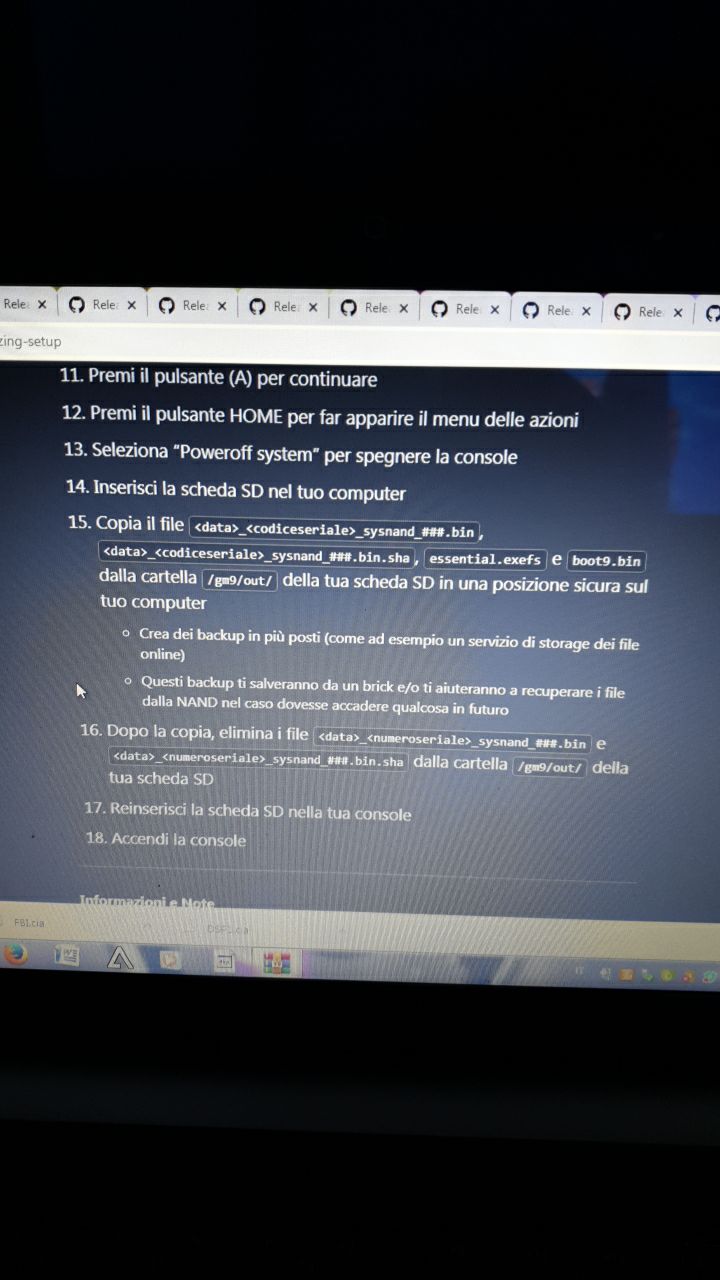 Rele
Rele
Rele
Rele
Rele
Rele
Rele
Rele
zing-setup
11. Premi il pulsante (A) per continuare
12. Premi il pulsante HOME per far apparire il menu delle azioni
13. Seleziona “Poweroff system” per spegnere la console
14. Inserisci la scheda SD nel tuo computer
15. Copia il file <data>_<codiceseriale>_sysnand_###.bin,
<data>_<codiceseriale>_sysnand_###.bin.sha, essential.exefs e boot9.bin
dalla cartella /gm9/out/ della tua scheda SD in una posizione sicura sul
tuo computer
Crea dei backup in più posti (come ad esempio un servizio di storage dei file
online)
Questi backup ti salveranno da un brick e/o ti aiuteranno a recuperare i file
dalla NAND nel caso dovesse accadere qualcosa in futuro
16. Dopo la copia, elimina i file <data>_<numeroseriale>_sysnand_###.bin e
<data>_<numeroseriale>_sysnand_###.bin.sha dalla cartella /gm9/out/ della
tua scheda SD
17. Reinserisci la scheda SD nella tua console
18. Accendi la console
Informazioni e Note
FBI.cia
DSP1.cia
IT